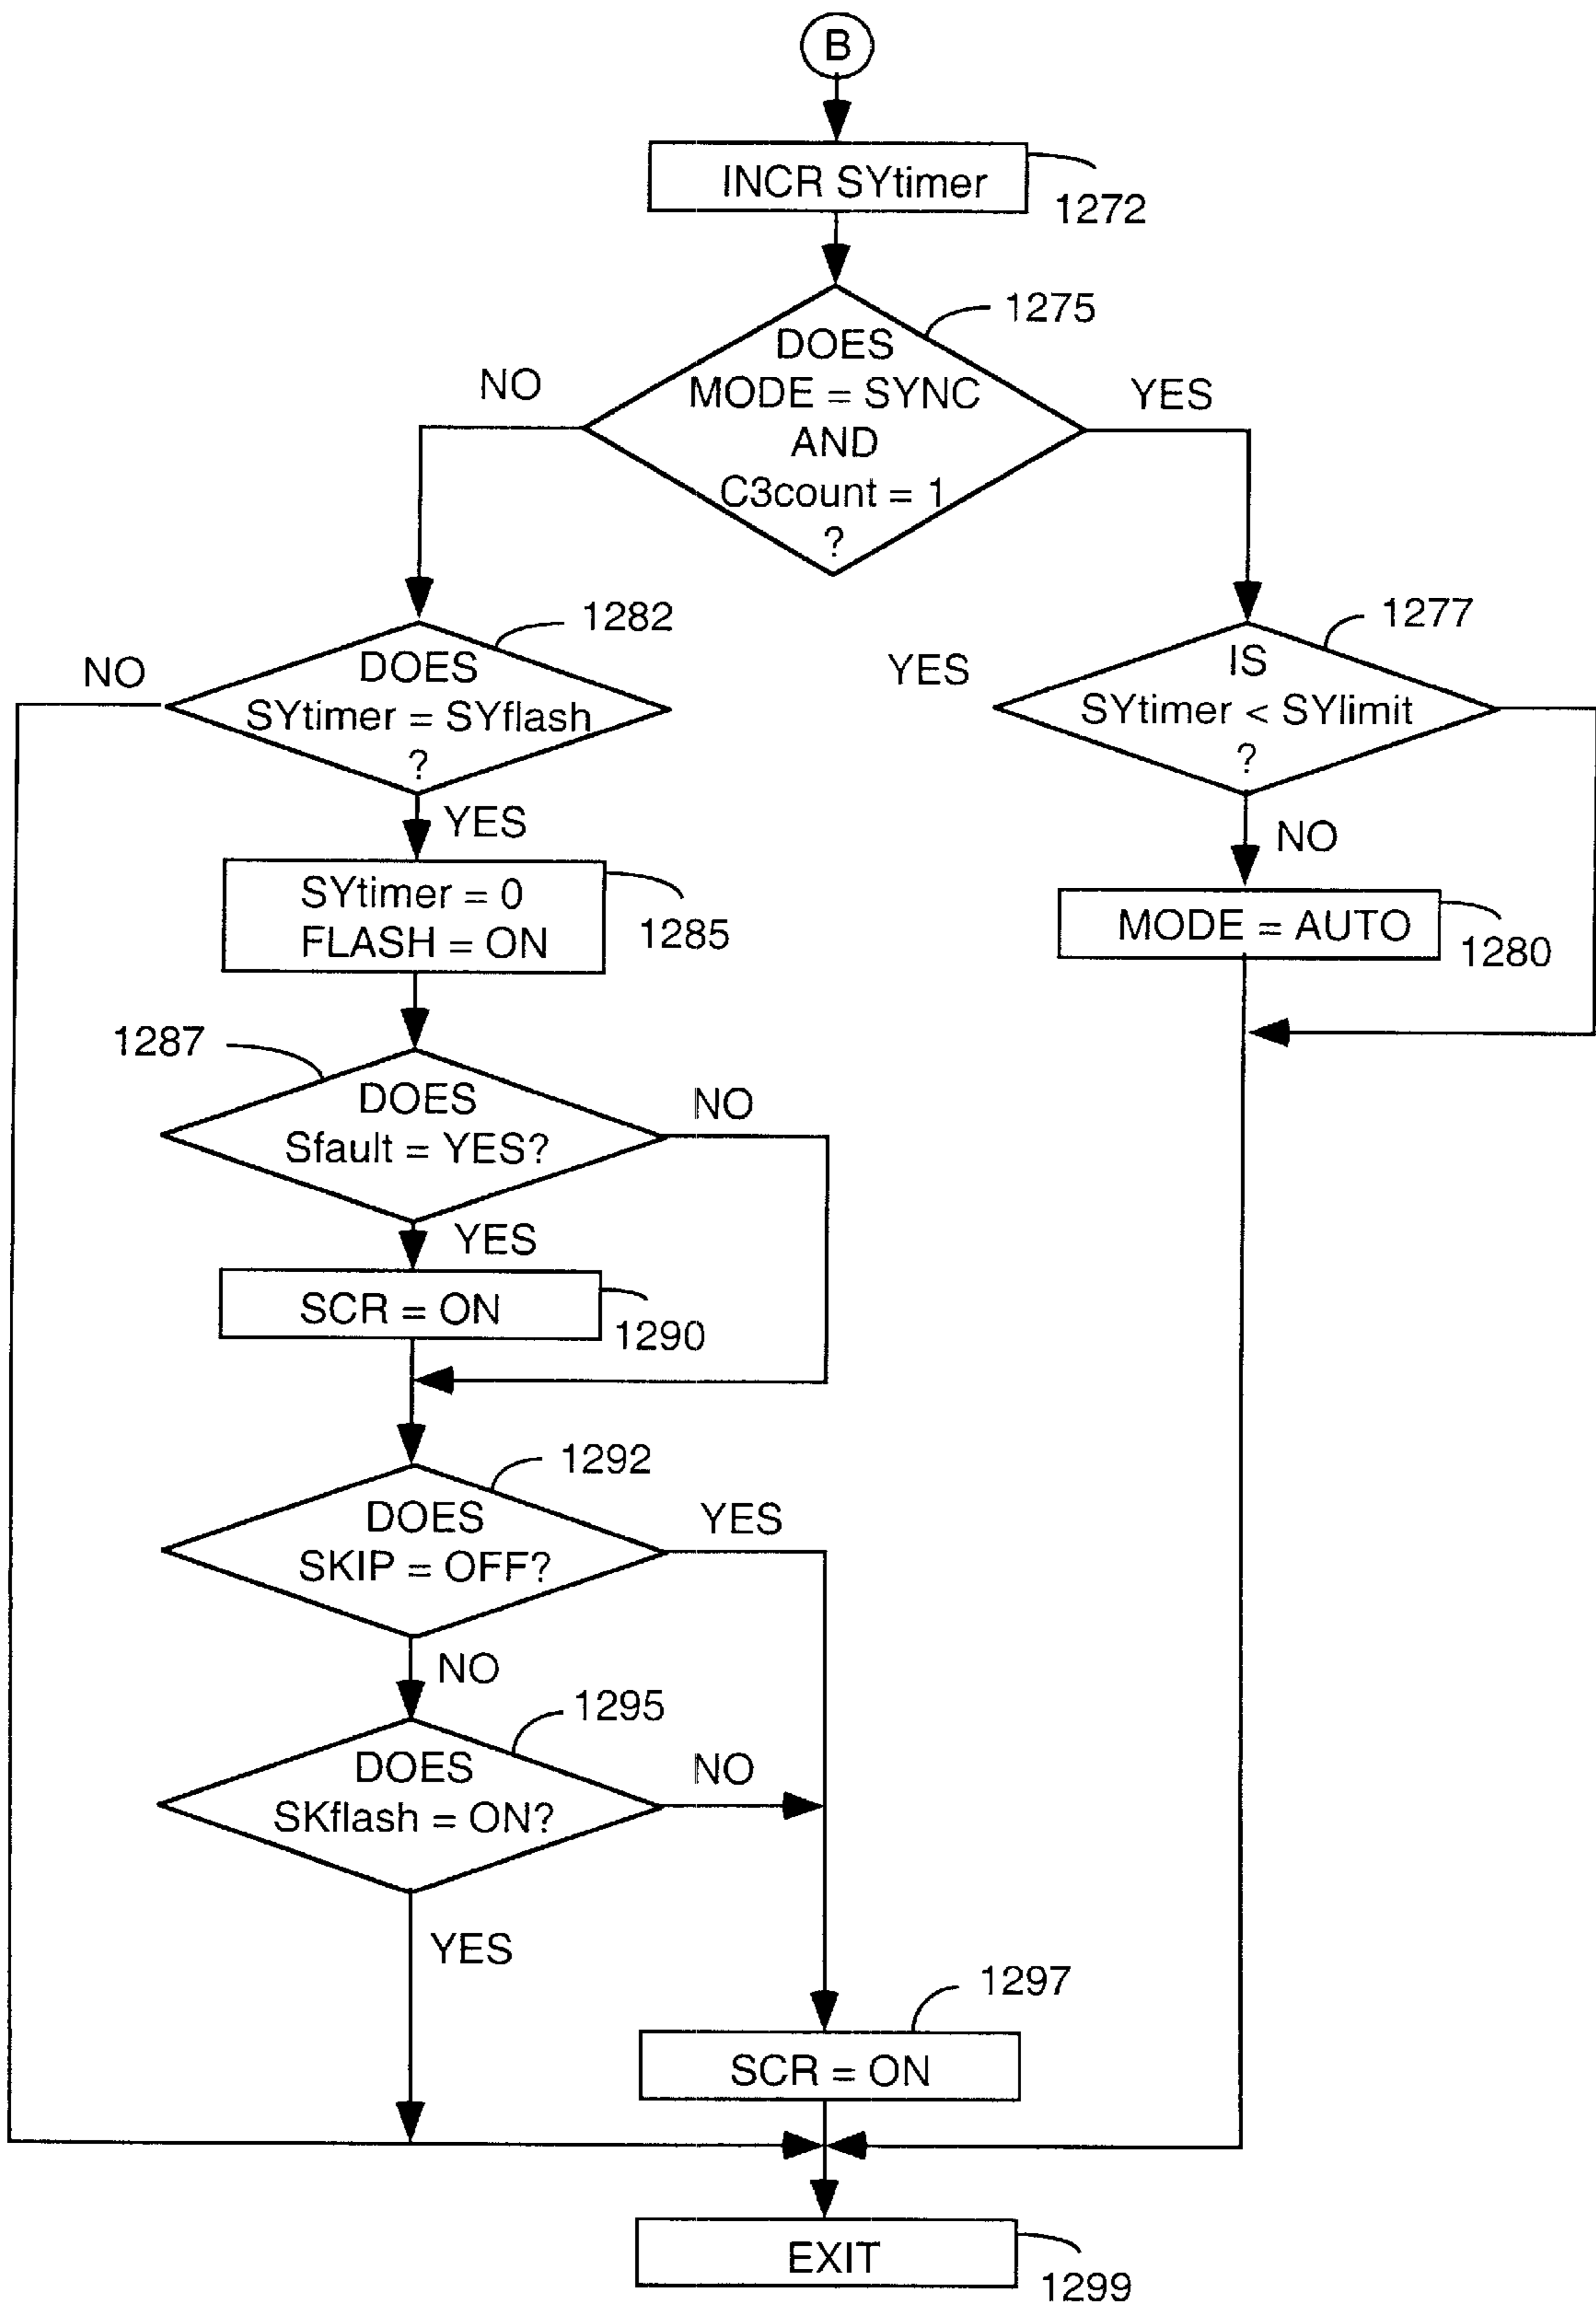 B
INCR SYtimer
1272
1275
DOES
MODE = SYNC
AND
C3count = 1
?
NO
YES
1282
DOES
SYtimer = SYflash
?
NO
YES
1277
IS
SYtimer < SYlimit
?
YES
NO
SYtimer = 0
FLASH = ON
1285
MODE = AUTO
1280
1287
DOES
Sfault = YES?
NO
YES
SCR = ON
1290
1292
DOES
SKIP = OFF?
YES
NO
1295
DOES
SKflash = ON?
NO
YES
1297
SCR = ON
EXIT
1299